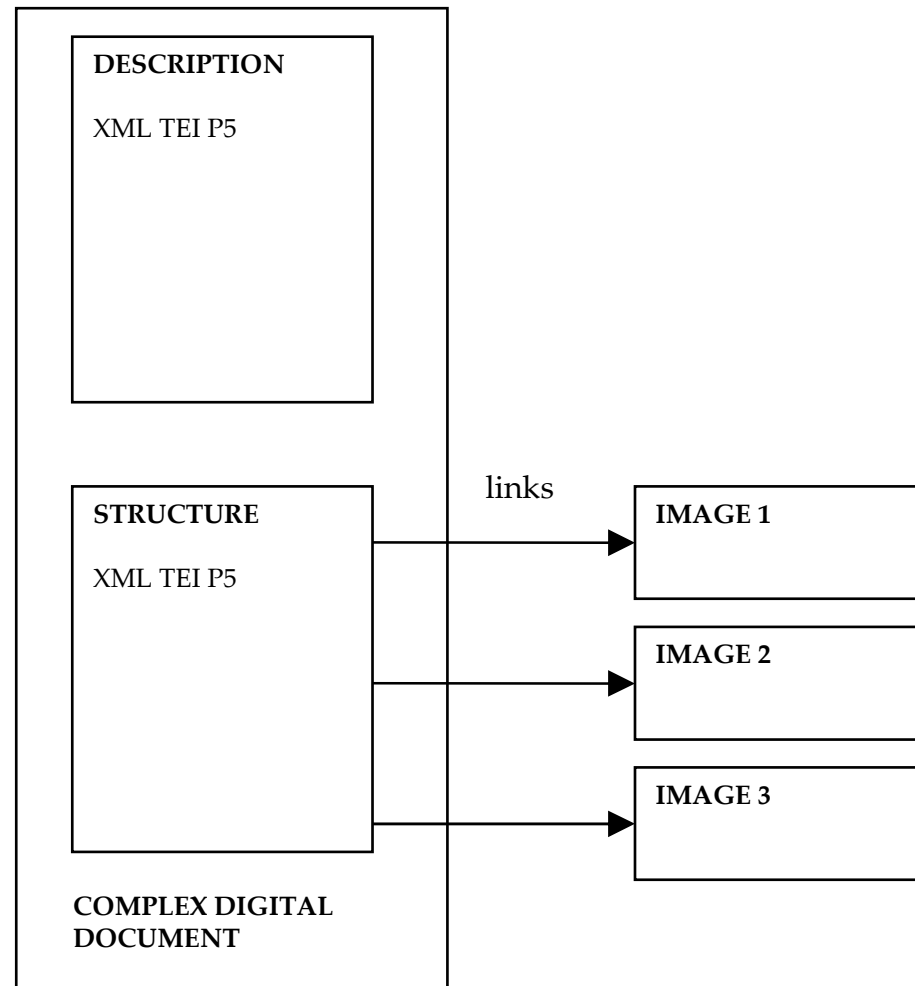 DESCRIPTION
XML TEI P5
links
STRUCTURE
XML TEI P5
IMAGE 1
IMAGE 2
IMAGE 3
COMPLEX DIGITAL
DOCUMENT